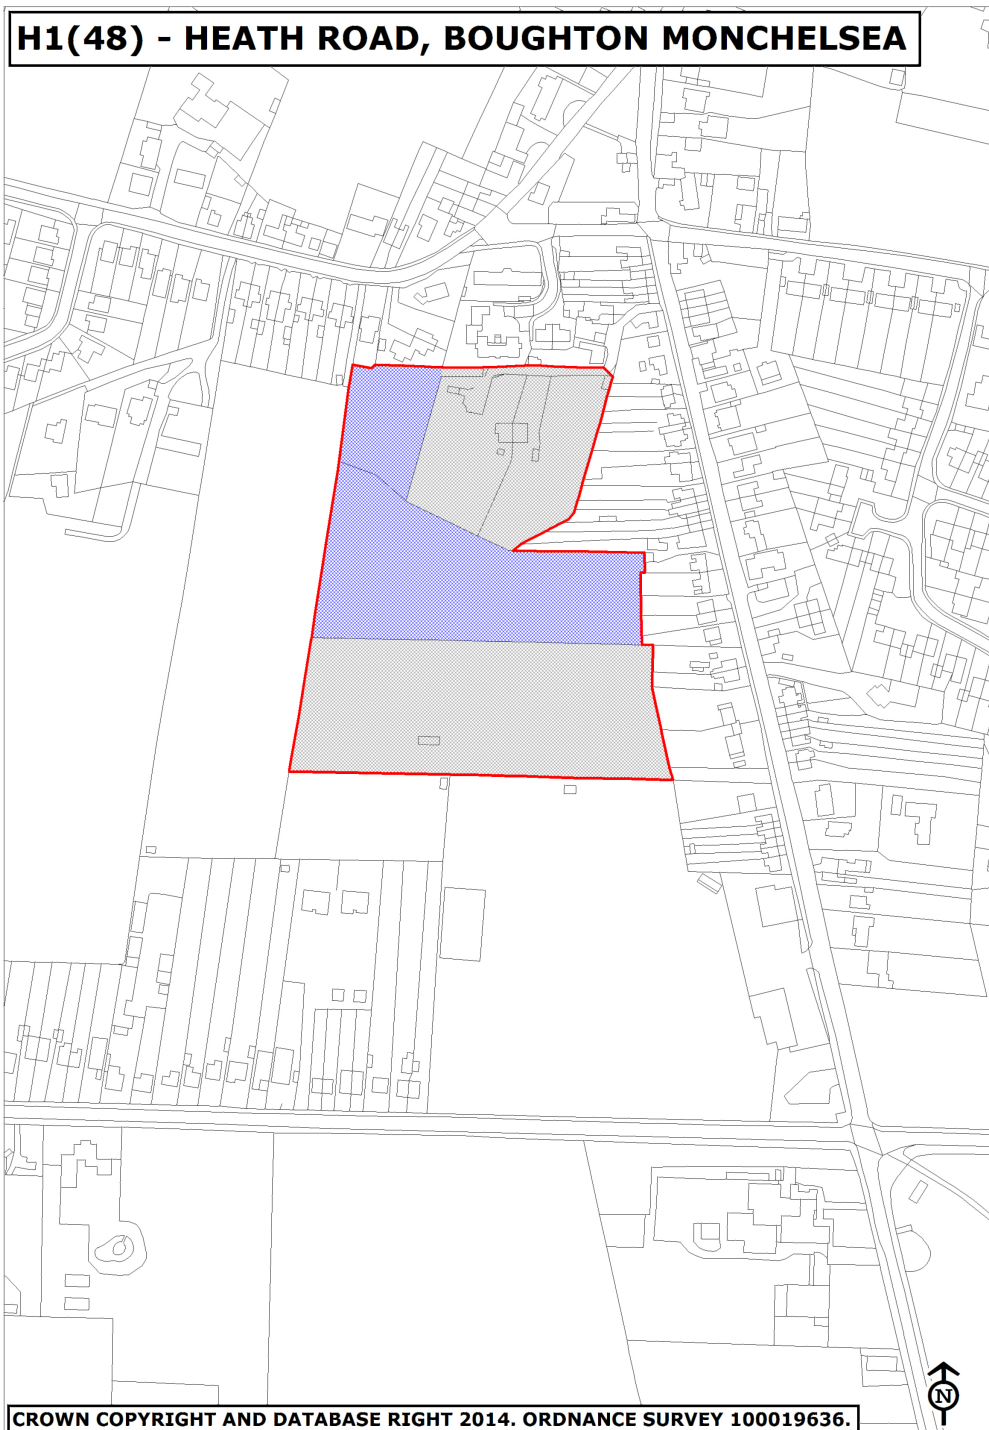 H1(48) - HEATH ROAD, BOUGHTON MONCHELSEA
N
CROWN COPYRIGHT AND DATABASE RIGHT 2014. ORDNANCE SURVEY 100019636.